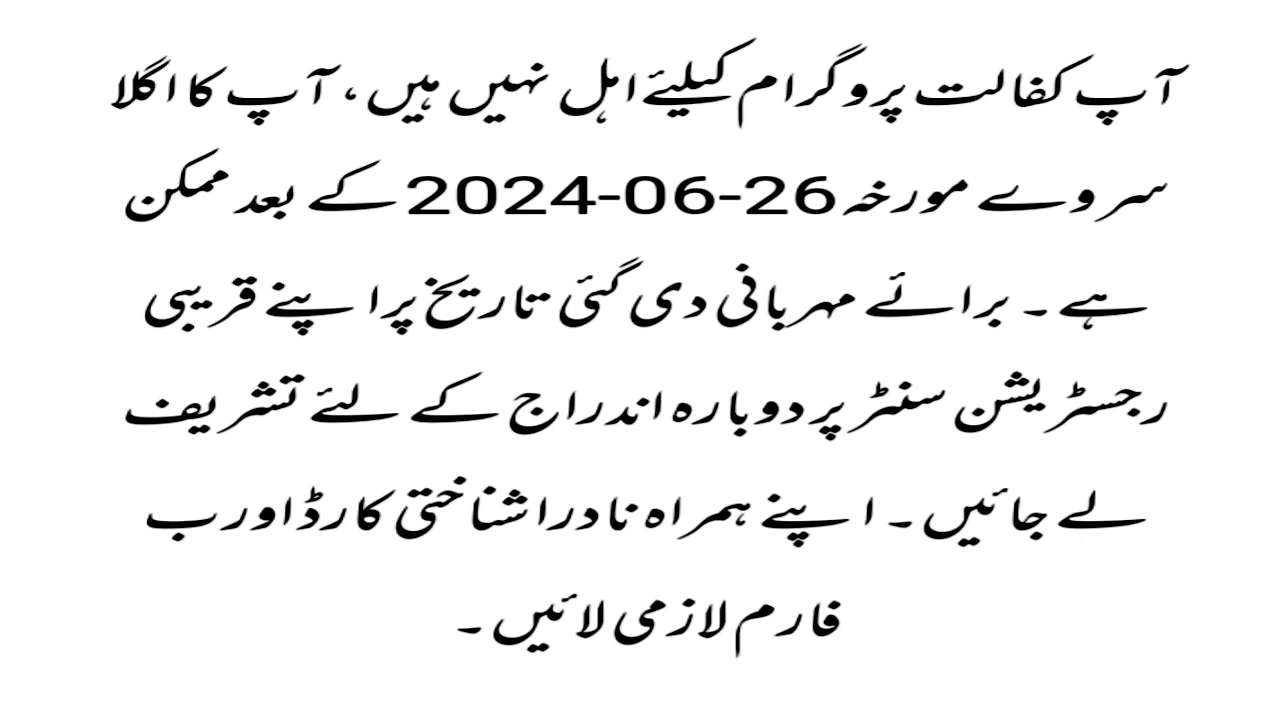 آپ کفالت پروگرام کیلیئے اہل نہیں ہیں، آپ کا اگلا
سروے مورخہ 26-06-2024 کے بعد ممکن
ہے۔ برائے مہربانی دی گئی تاریخ پر اپنے قریبی
رجسٹریشن سنٹر پر دوبارہ اندراج کے لئے تشریف
لے جائیں۔ اپنے ہمراہ نادرا شناختی کارڈ اور ب
فارم لازمی لائیں۔